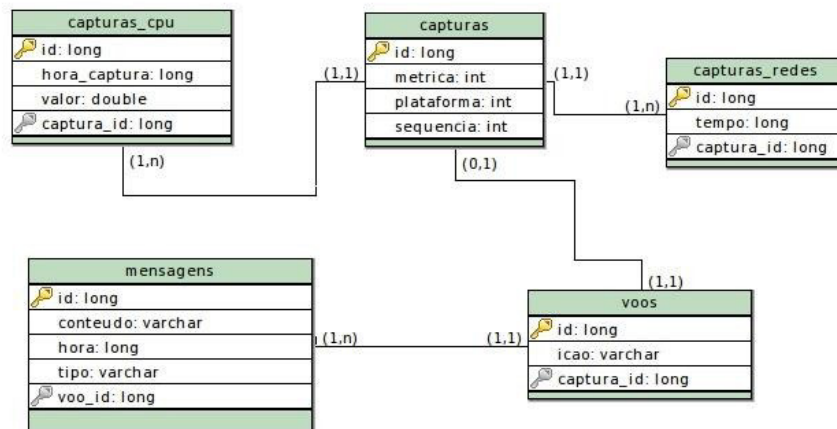 capturas_cpu
id: long
hora_captura: long
valor: double
captura_id: long
(1,n)
(1,1)
capturas
id: long
metrica: int
plataforma: int
sequencia: int
(0,1)
(1,1)
(1,n)
capturas_redes
id: long
tempo: long
captura_id: long
mensagens
id: long
conteudo: varchar
hora: long
tipo: varchar
voo_id: long
(1,n)
(1,1)
(1,1)
voos
id: long
icao: varchar
captura_id: long